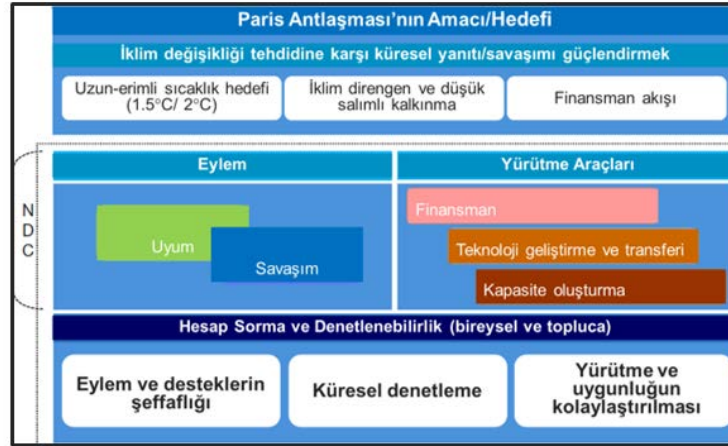 Paris Antlaşması'nın Amacı/Hedefi
İklim değişikliği tehdidine karşı küresel yanıtı/savaşımı güçlendirmek
Uzun-erimli sıcaklık hedefi
(1.5°C/ 2°C)
İklim direngen ve düşük
salımlı kalkınma
Finansman akışı
Eylem
Yürütme Araçları
N
D
C
Uyum
Savaşım
Finansman
Teknoloji geliştirme ve transferi
Kapasite oluşturma
Hesap Sorma ve Denetlenebilirlik (bireysel ve topluca)
Eylem ve desteklerin
şeffaflığı
Küresel denetleme
Yürütme ve
uygunluğun
kolaylaştırılması